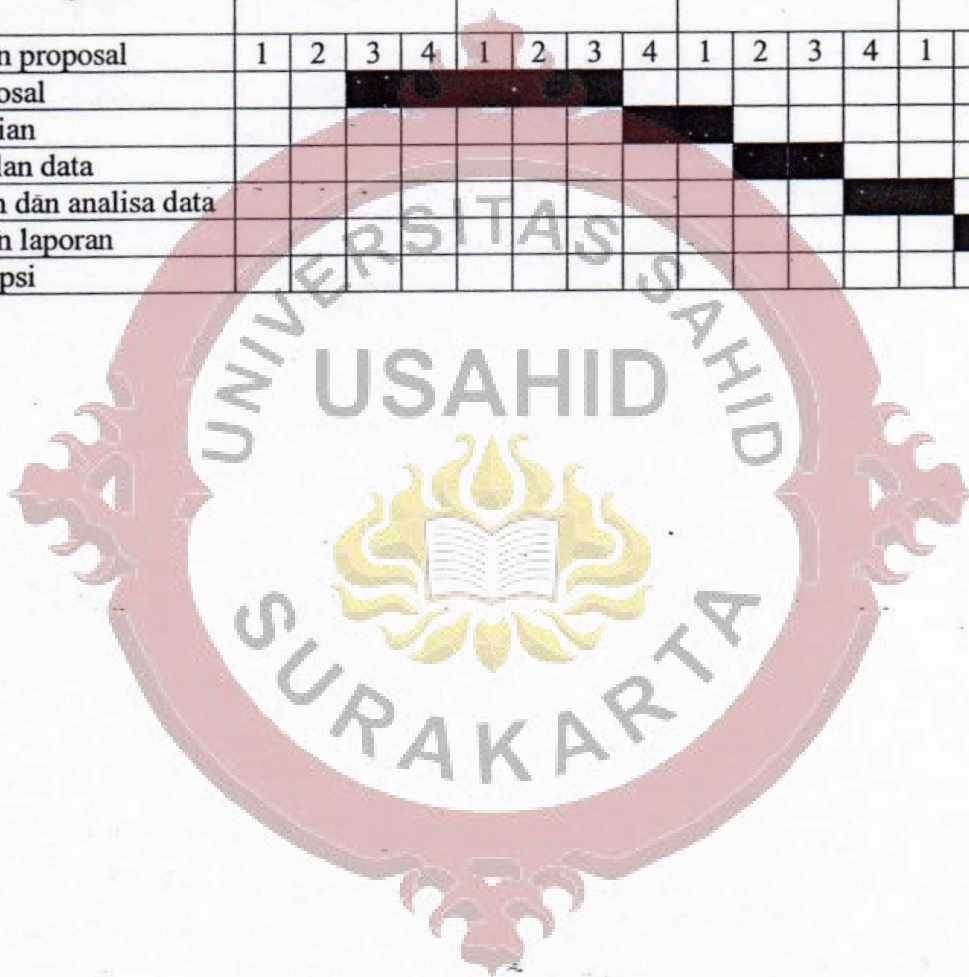 n proposal 1 2 3 4 1 2 3 4 1 2 3 4 1
osal
ian
lan data
n dan analisa data
n laporan
psi
UNIVERSITAS SAHID
USAHID
SURAKARTA